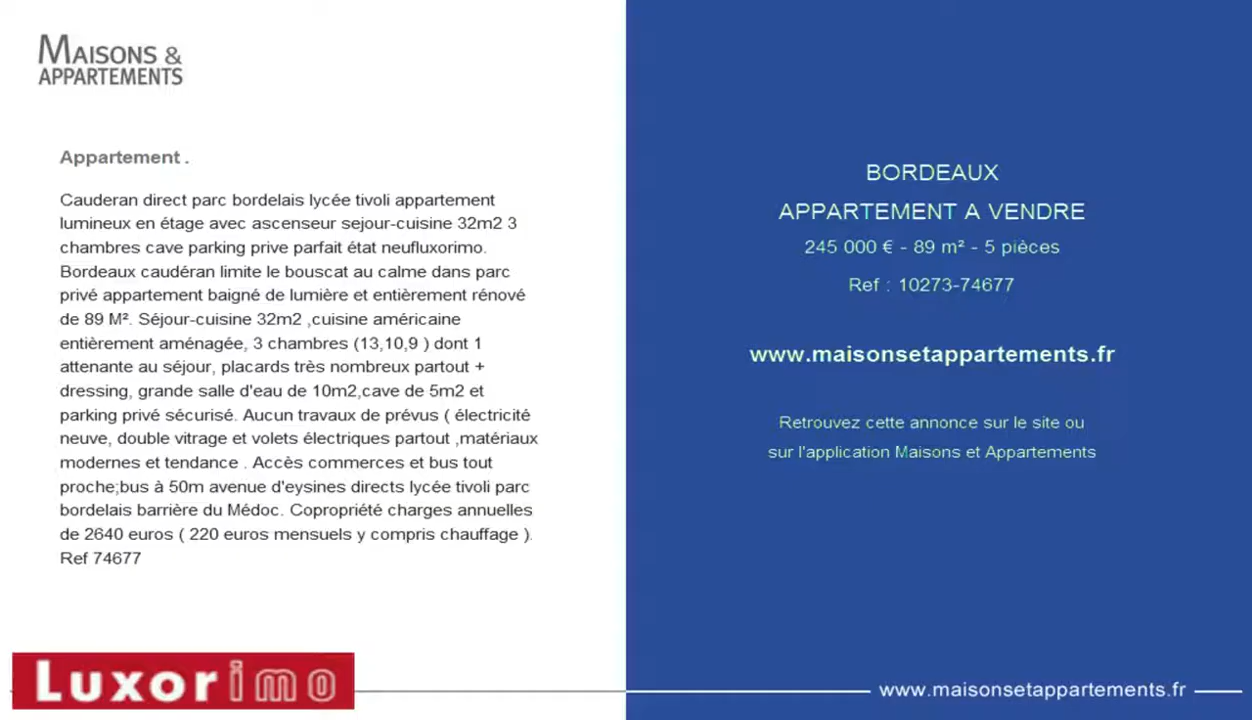 MAISONS &
APPARTEMENTS
Appartement .
Cauderan direct parc bordelais lycée tivoli appartement
lumineux en étage avec ascenseur sejour-cuisine 32m2 3
chambres cave parking prive parfait état neufluxorimo.
Bordeaux caudéran limite le bouscat au calme dans parc
privé appartement baigné de lumière et entièrement rénové
de 89 M². Séjour-cuisine 32m2 ,cuisine américaine
entièrement aménagée, 3 chambres (13,10,9 ) dont 1
attenante au séjour, placards très nombreux partout +
dressing, grande salle d'eau de 10m2,cave de 5m2 et
parking privé sécurisé. Aucun travaux de prévus ( électricité
neuve, double vitrage et volets électriques partout ,matériaux
modernes et tendance . Accès commerces et bus tout
proche;bus à 50m avenue d'eysines directs lycée tivoli parc
bordelais barrière du Médoc. Copropriété charges annuelles
de 2640 euros ( 220 euros mensuels y compris chauffage ).
Ref 74677
LUXORIMO
BORDEAUX
APPARTEMENT A VENDRE
245 000 € - 89 m² - 5 pièces
Ref : 10273-74677
www.maisonsetappartements.fr
Retrouvez cette annonce sur le site ou
sur l'application Maisons et Appartements
www.maisonsetappartements.fr